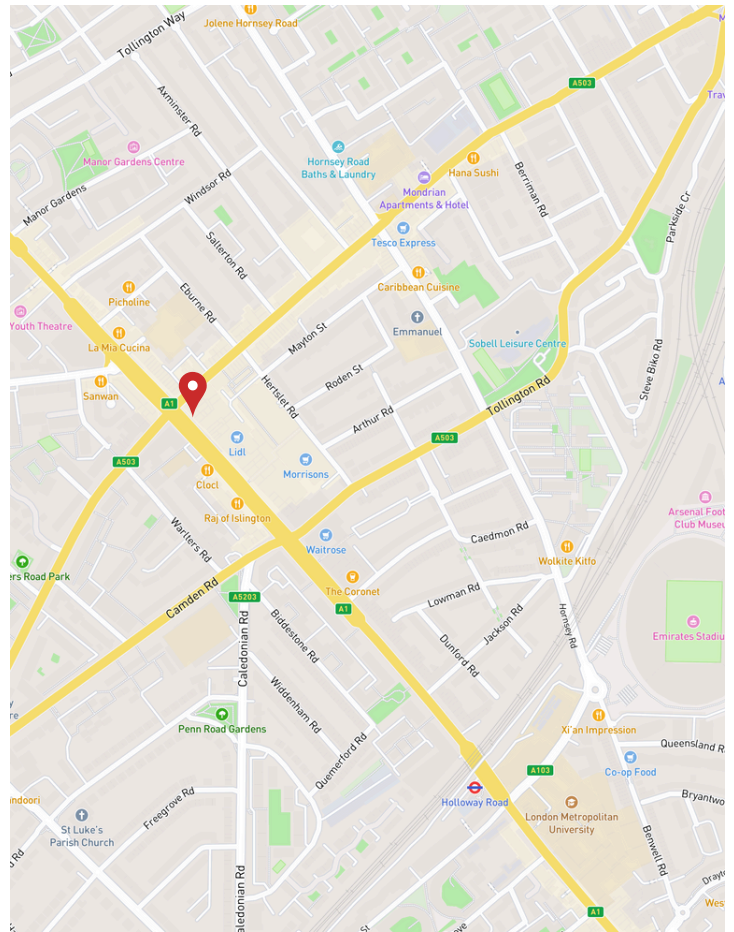 Jolene Hornsey Road
Tollington Way
A503
Axminster Rd
Manor Gardens Centre
Hornsey Road
Baths & Laundry
Hana Sushi
Mondrian
Apartments & Hotel
Berriman Rd
Windsor Rd
Manor Gardens
Parkside Cr
Tesco Express
Salterton Rd
Caribbean Cuisine
Picholine
Eburne Rd
Youth Theatre
Emmanuel
Mayton St
La Mia Cucina
Sobell Leisure Centre
Steve Biko Rd
Roden St
Hertslet Rd
Sanwan
Tollington Rd
A1
Arthur Rd
A503
Lidl
A503
Morrisons
Clocl
Raj of Islington
Arsenal Foot
Club Museu
Warlters Rd
Caedmon Rd
Waitrose
Wolkite Kitfo
ers Road Park
The Coronet
Camden Rd
A5203
Lowman Rd
A1
Jackson Rd
Hornsey Rd
Biddestone Rd
Emirates Stadiu
Caledonian Rd
Dunford Rd
Widdenham Rd
Penn Road Gardens
Xi'an Impression
Queensland R
Quemerford Rd
A103
Co-op Food
Holloway Road
andoori
Freegrove Rd
Bryantwo
London Metropolitan
University
St Luke's
Parish Church
Benwell Rd
Drayto
aledonian Rd
Wes
A1